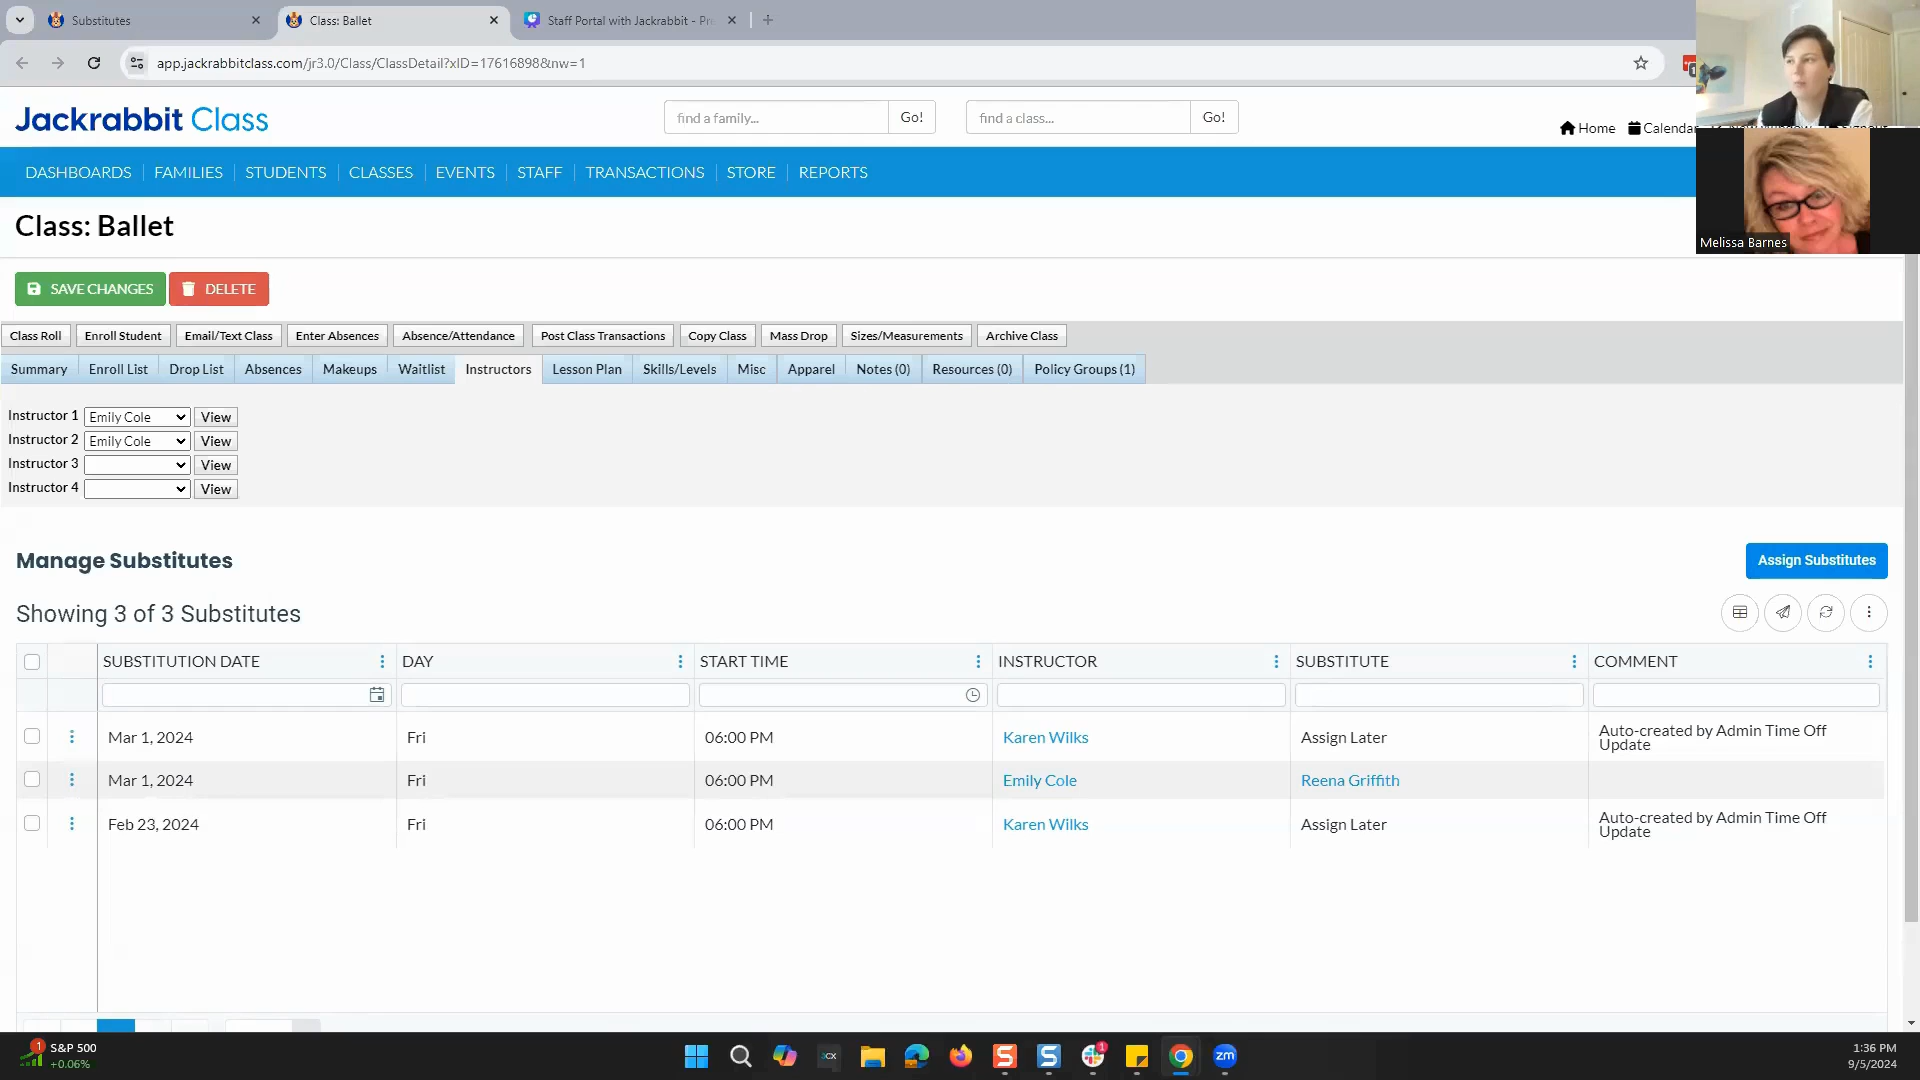 Substitutes
Class: Ballet
Staff Portal with Jackrabbit - Pr
app.jackrabbitclass.com/jr3.0/Class/ClassDetail?xID=17616898&nw=1
Jackrabbit Class
find a family...
Go!
find a class...
Go!
Home
Calendar
DASHBOARDS
FAMILIES
STUDENTS
CLASSES
EVENTS
STAFF
TRANSACTIONS
STORE
REPORTS
Melissa Barnes
Class: Ballet
SAVE CHANGES
DELETE
Class Roll
Enroll Student
Email/Text Class
Enter Absences
Absence/Attendance
Post Class Transactions
Copy Class
Mass Drop
Sizes/Measurements
Archive Class
Summary
Enroll List
Drop List
Absences
Makeups
Waitlist
Instructors
Lesson Plan
Skills/Levels
Misc
Apparel
Notes (0)
Resources (0)
Policy Groups (1)
Instructor 1 Emily Cole View
Instructor 2 Emily Cole View
Instructor 3 View
Instructor 4 View
Manage Substitutes
Assign Substitutes
Showing 3 of 3 Substitutes
SUBSTITUTION DATE
DAY
START TIME
INSTRUCTOR
SUBSTITUTE
COMMENT
Mar 1, 2024
Fri
06:00 PM
Karen Wilks
Assign Later
Auto-created by Admin Time Off
Update
Mar 1, 2024
Fri
06:00 PM
Emily Cole
Reena Griffith
Feb 23, 2024
Fri
06:00 PM
Karen Wilks
Assign Later
Auto-created by Admin Time Off
Update
1
S&P 500
+0.06%
zm
1:36 PM
9/5/2024